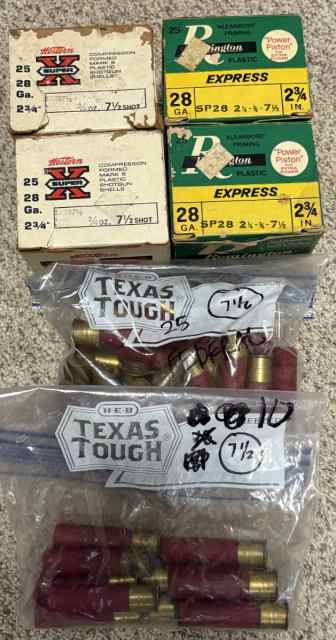 Western
SUPER
X
25
28
Ga.
2¾"
COMPRESSION
FORMED
MARK 5
PLASTIC
SHOTGUN
SHELLS
¾ oz. 7½ SHOT
25 "KLEANBORE" PRIMING
Remington
PLASTIC
"Power
Piston"
EXPRESS
28
GA.
SP28 2¼-¾-7½
2¾
IN.
Western
SUPER
X
25
28
Ga.
2¾"
COMPRESSION
FORMED
MARK 5
PLASTIC
SHOTGUN
SHELLS
¾ oz. 7½ SHOT
25 "KLEANBORE" PRIMING
Remington
PLASTIC
"Power
Piston"
EXPRESS
28
GA.
SP28 2¼-¾-7½
2¾
IN.
TEXAS
TOUGH
7½
25
FEDERAL
H-E-B
TEXAS
TOUGH
10
7½